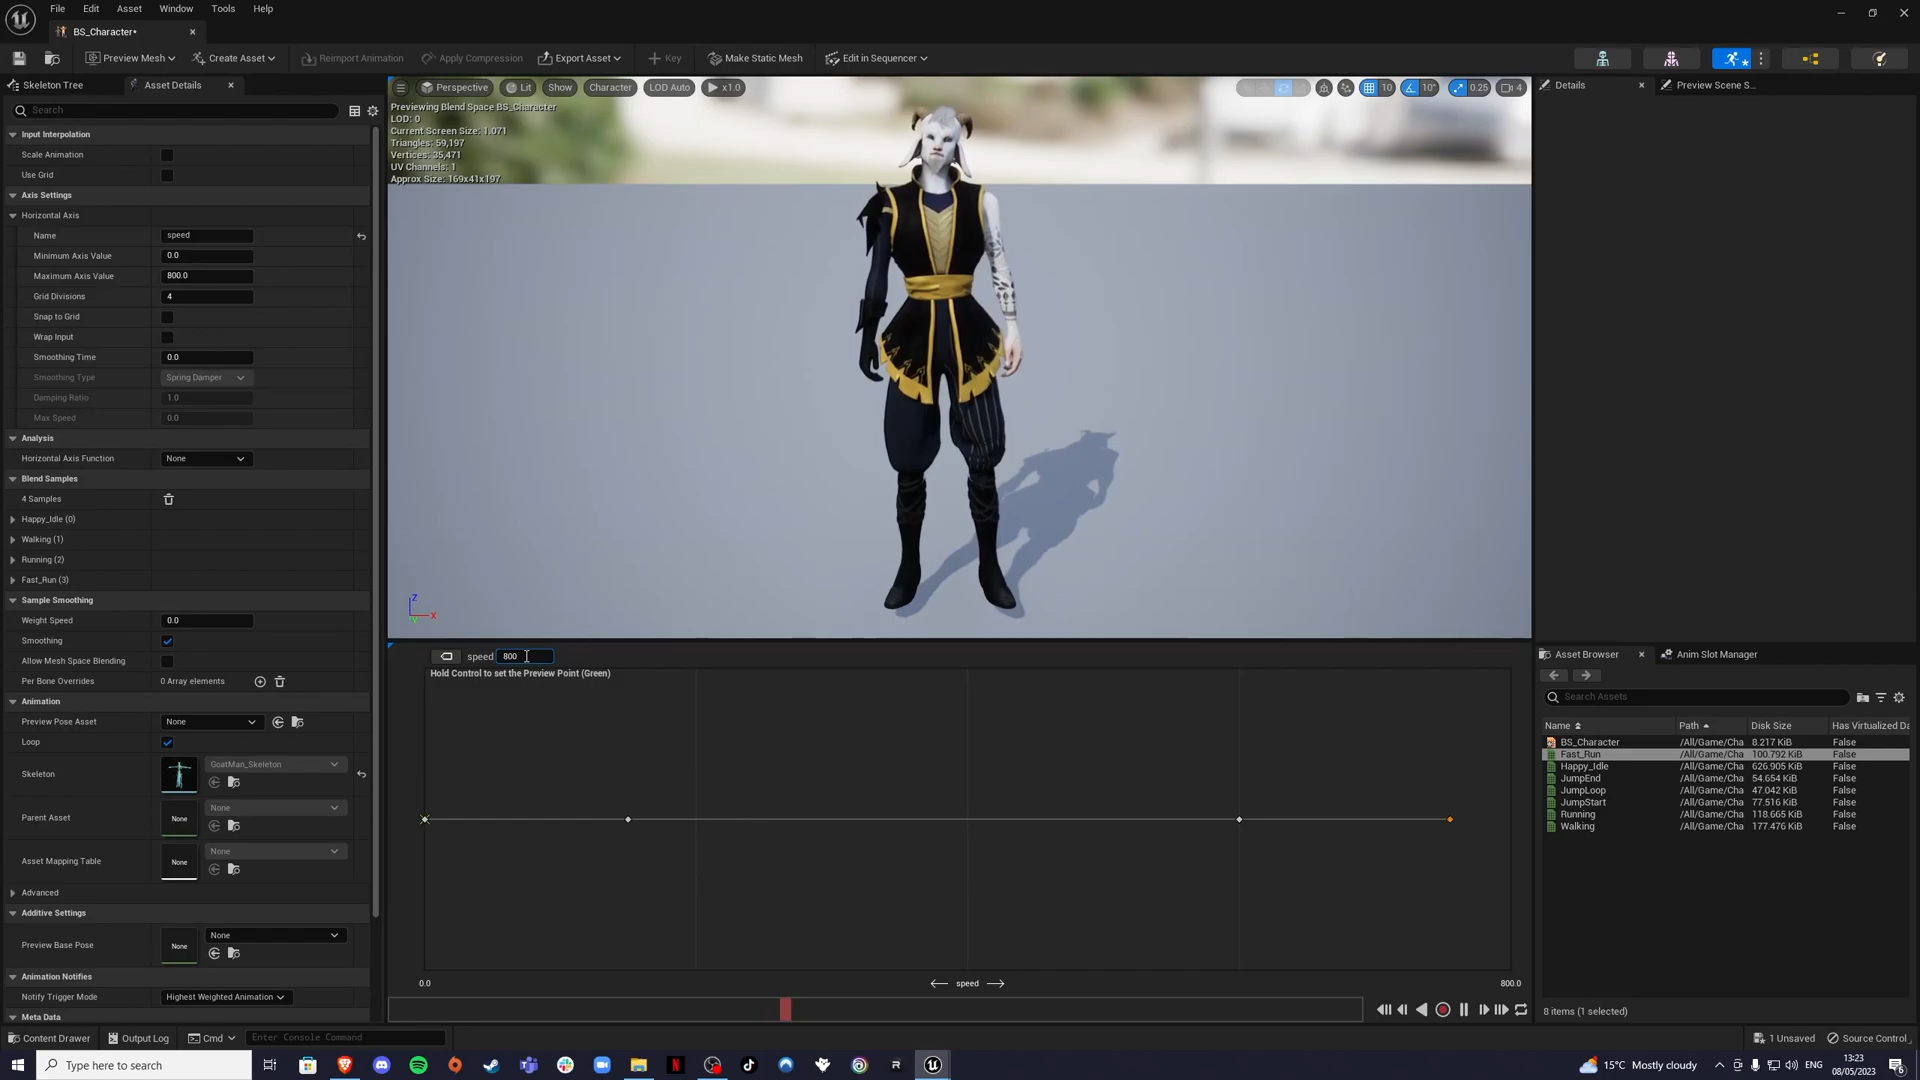 File Edit Asset Window Tools Help
BS_Character•
Preview Mesh Create Asset Reimport Animation Apply Compression Export Asset Key Make Static Mesh Edit in Sequencer
Skeleton Tree Asset Details
Search
Input Interpolation
Scale Animation
Use Grid
Axis Settings
Horizontal Axis
Name speed
Minimum Axis Value 0.0
Maximum Axis Value 800.0
Grid Divisions 4
Snap to Grid
Wrap Input
Smoothing Time 0.0
Smoothing Type Spring Damper
Damping Ratio 1.0
Max Speed 0.0
Analysis
Horizontal Axis Function None
Blend Samples
4 Samples
Happy_Idle (0)
Walking (1)
Running (2)
Fast_Run (3)
Sample Smoothing
Weight Speed 0.0
Smoothing
Allow Mesh Space Blending
Per Bone Overrides 0 Array elements
Animation
Preview Pose Asset None
Loop
Skeleton GoatMan_Skeleton
Parent Asset None None
Asset Mapping Table None None
Advanced
Additive Settings
Preview Base Pose None None
Animation Notifies
Notify Trigger Mode Highest Weighted Animation
Meta Data
Perspective Lit Show Character LOD Auto x1.0 10 10° 0.25 4
Previewing Blend Space BS_Character
LOD: 0
Current Screen Size: 1.071
Triangles: 59,197
Vertices: 35,471
UV Channels: 1
Approx Size: 169x41x197
Z
X
speed 800
Hold Control to set the Preview Point (Green)
0.0 speed 800.0
Details Preview Scene S...
Asset Browser Anim Slot Manager
Search Assets
Name Path Disk Size Has Virtualized Da
BS_Character /All/Game/Cha 8.217 KiB False
Fast_Run /All/Game/Cha 100.792 KiB False
Happy_Idle /All/Game/Cha 626.905 KiB False
JumpEnd /All/Game/Cha 54.654 KiB False
JumpLoop /All/Game/Cha 47.042 KiB False
JumpStart /All/Game/Cha 77.516 KiB False
Running /All/Game/Cha 118.665 KiB False
Walking /All/Game/Cha 177.476 KiB False
8 items (1 selected)
Content Drawer Output Log Cmd Enter Console Command 1 Unsaved Source Control
Type here to search 15°C Mostly cloudy ENG 13:23
08/05/2023 6